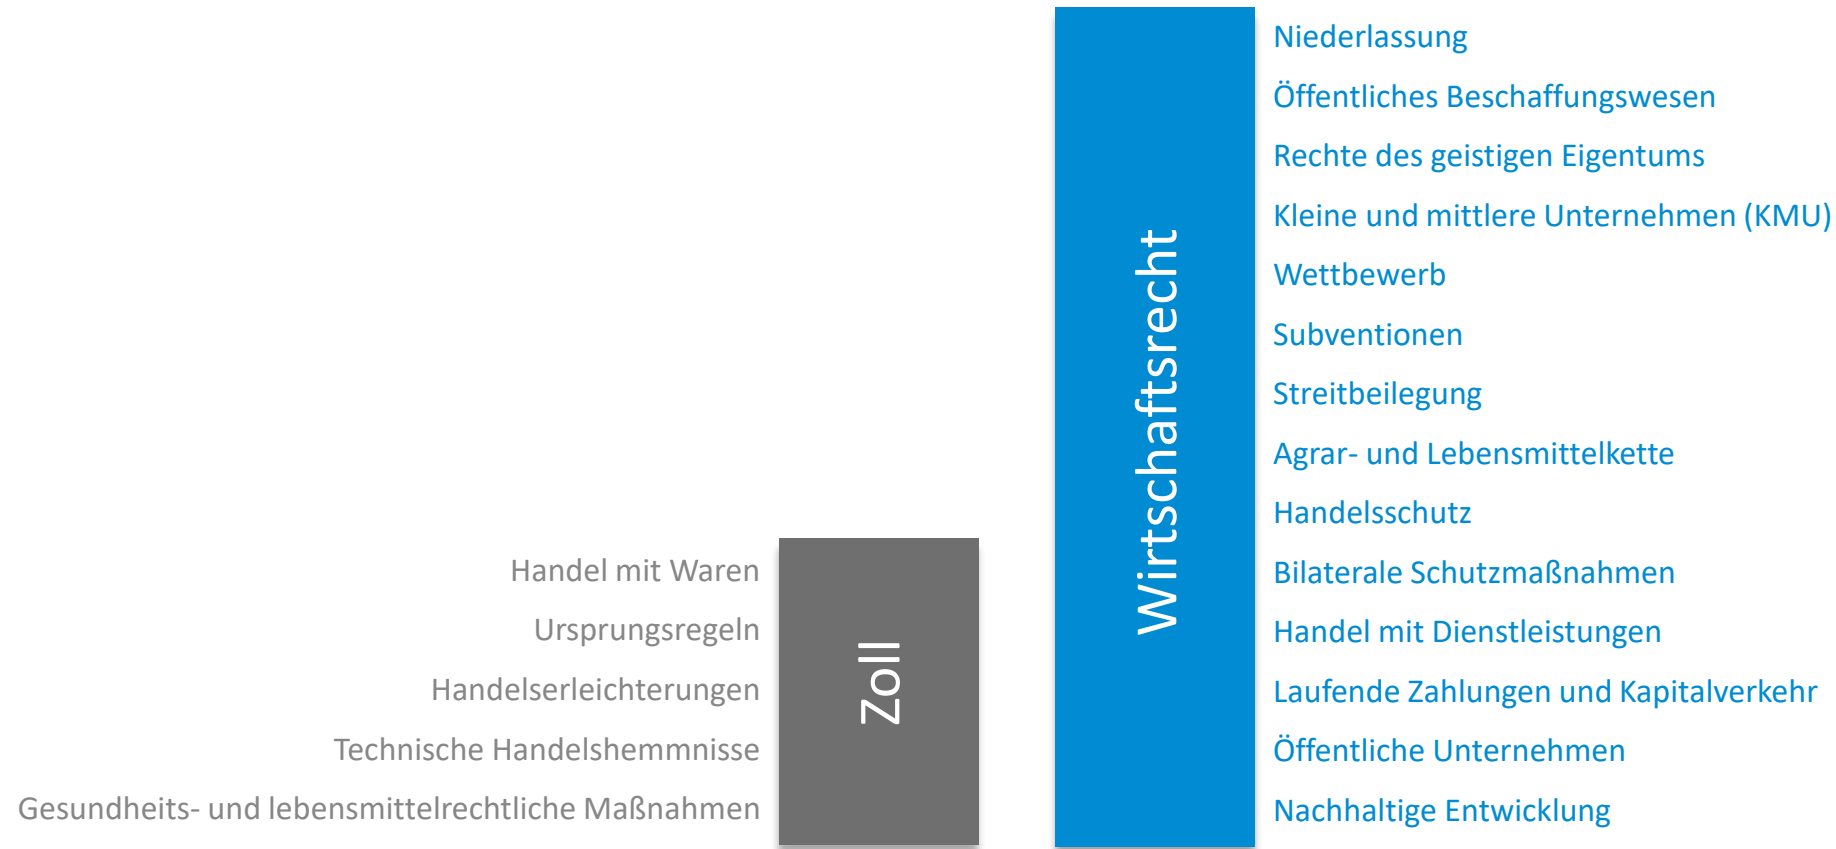 Handel mit Waren
Ursprungsregeln
Handelserleichterungen
Technische Handelshemmnisse
Gesundheits- und lebensmittelrechtliche Maßnahmen
Zoll
Wirtschaftsrecht
Niederlassung
Öffentliches Beschaffungswesen
Rechte des geistigen Eigentums
Kleine und mittlere Unternehmen (KMU)
Wettbewerb
Subventionen
Streitbeilegung
Agrar- und Lebensmittelkette
Handelsschutz
Bilaterale Schutzmaßnahmen
Handel mit Dienstleistungen
Laufende Zahlungen und Kapitalverkehr
Öffentliche Unternehmen
Nachhaltige Entwicklung